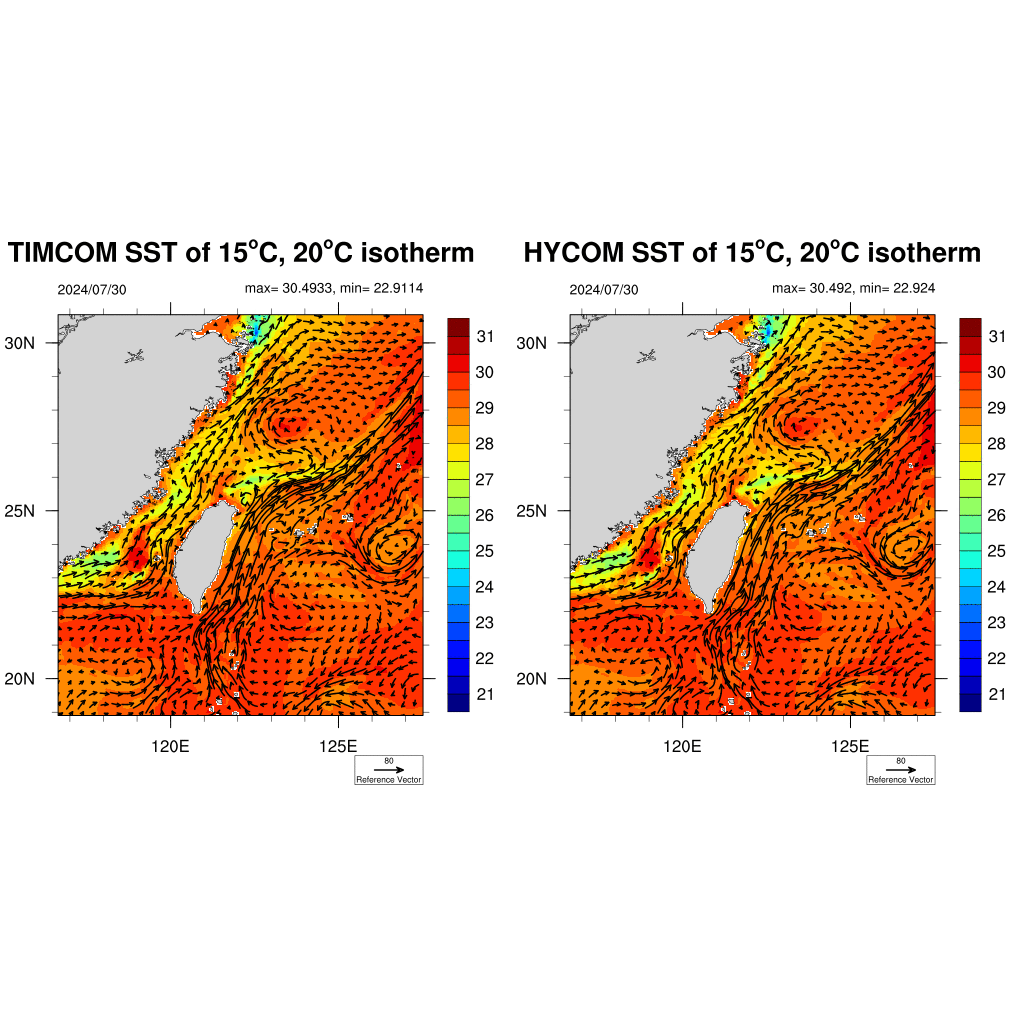 TIMCOM SST of 15°C, 20°C isotherm
2024/07/30
max= 30.4933, min= 22.9114
30N
25N
20N
120E
125E
31
30
29
28
27
26
25
24
23
22
21
80
Reference Vector
HYCOM SST of 15°C, 20°C isotherm
2024/07/30
max= 30.492, min= 22.924
30N
25N
20N
120E
125E
31
30
29
28
27
26
25
24
23
22
21
80
Reference Vector